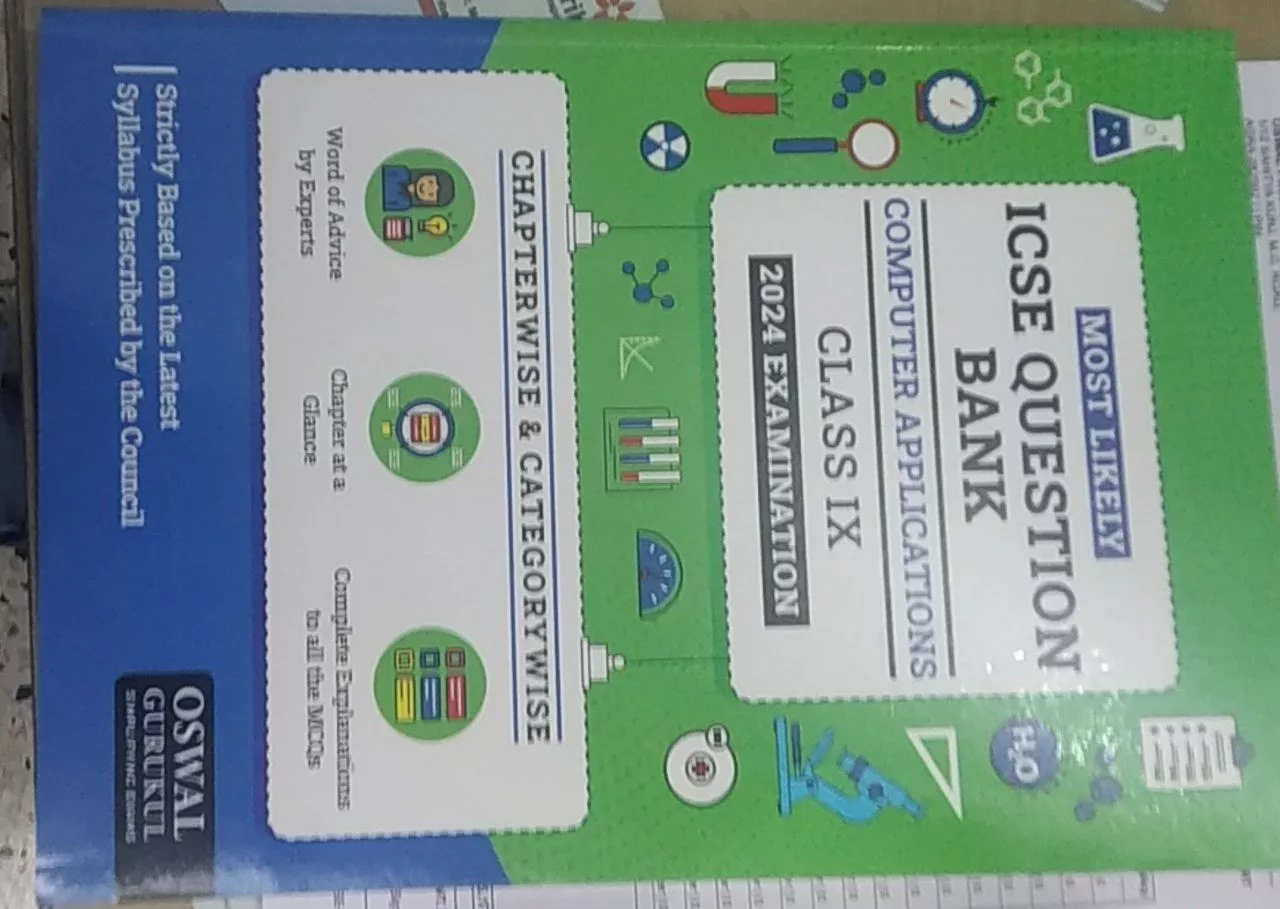 MOST LIKELY
ICSE QUESTION
BANK
COMPUTER APPLICATIONS
CLASS IX
2024 EXAMINATION
H₂O
CHAPTERWISE & CATEGORYWISE
Word of Advice
by Experts
Chapter at a
Glance
Complete Explanations
to all the MCQs
Strictly Based on the Latest
Syllabus Prescribed by the Council
OSWAL
GURUKUL
SIMPLIFYING EXAMS